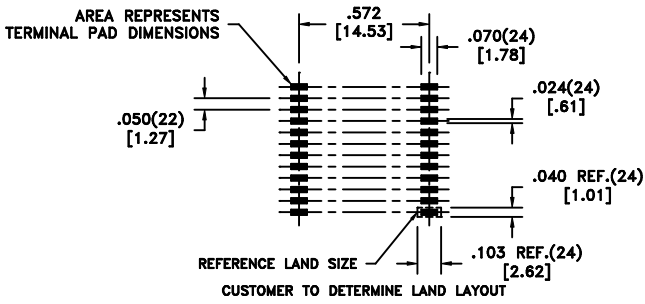 AREA REPRESENTS
TERMINAL PAD DIMENSIONS
.572
[14.53]
.070(24)
[1.78]
.050(22)
[1.27]
.024(24)
[.61]
.040 REF.(24)
[1.01]
REFERENCE LAND SIZE
.103 REF.(24)
[2.62]
CUSTOMER TO DETERMINE LAND LAYOUT